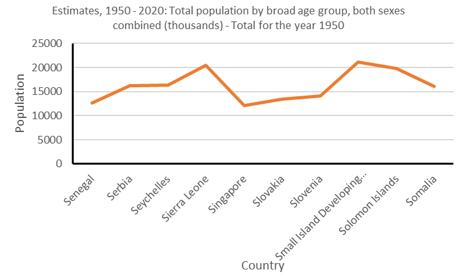 Estimates, 1950 - 2020: Total population by broad age group, both sexes
combined (thousands) - Total for the year 1950
25000
20000
15000
10000
5000
0
Population
Senegal
Serbia
Seychelles
Sierra Leone
Singapore
Slovakia
Slovenia
Small Island Developing…
Solomon Islands
Somalia
Country